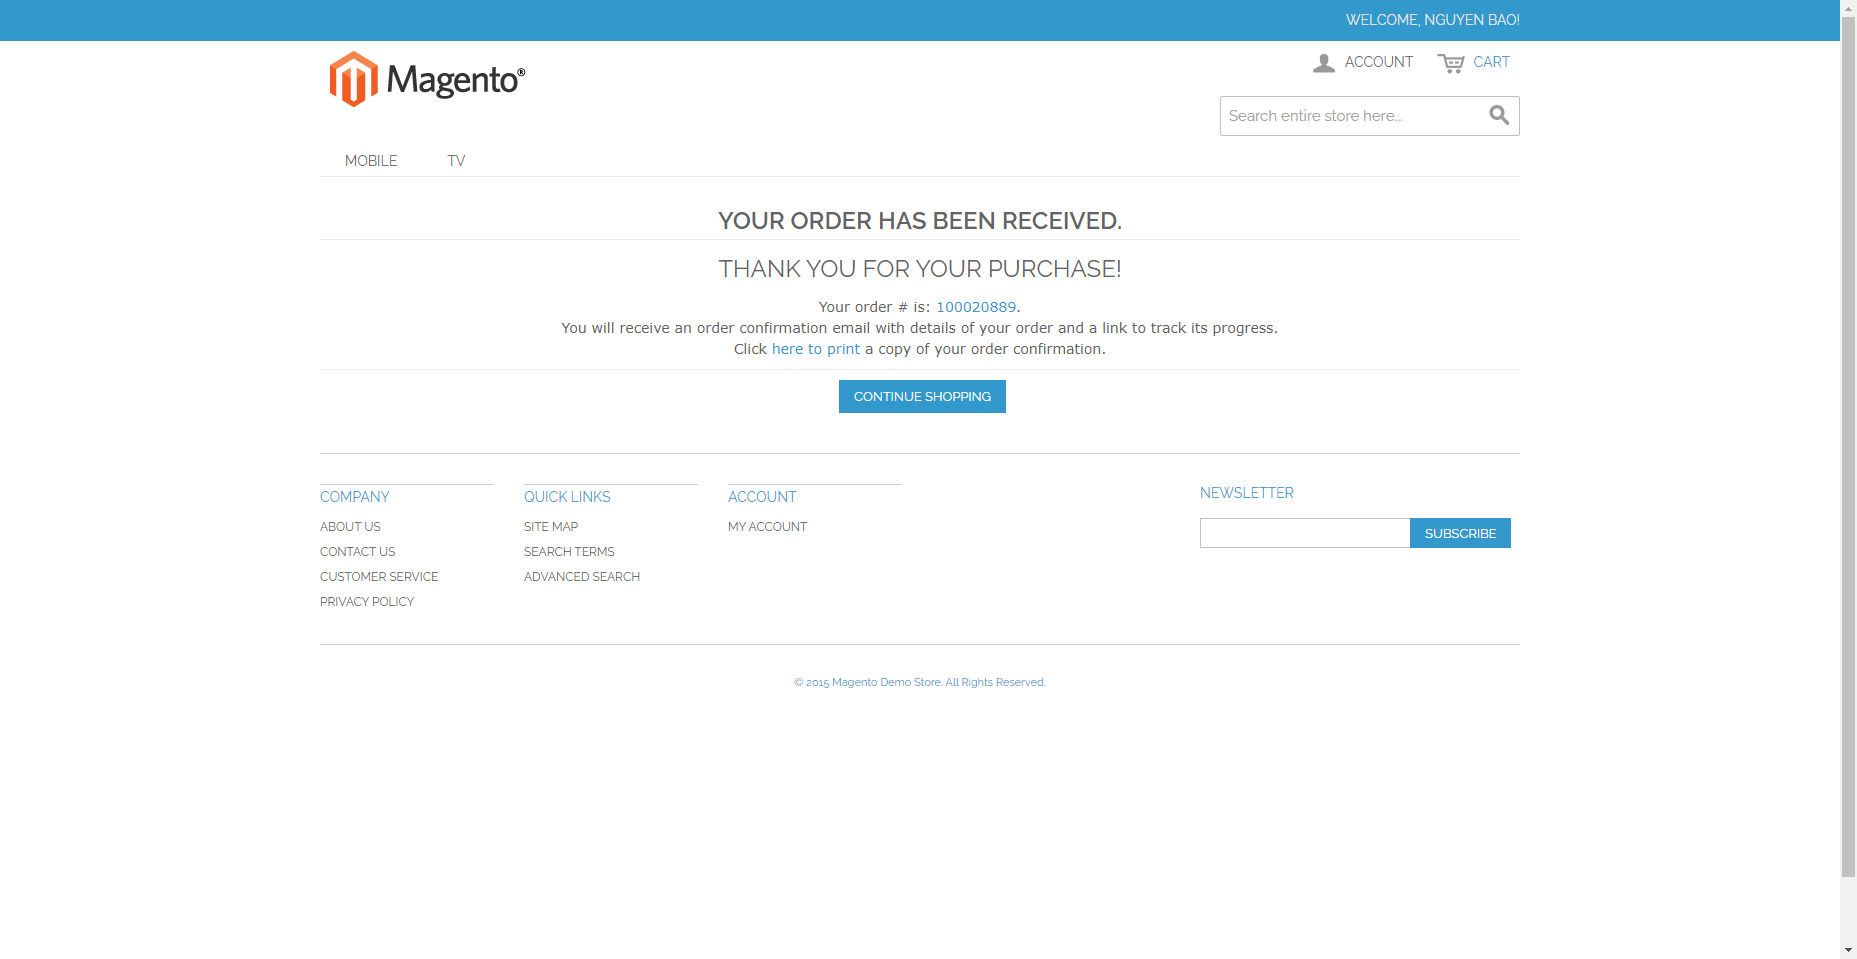 WELCOME, NGUYEN BAO!
Magento®
ACCOUNT
CART
Search entire store here...
MOBILE
TV
YOUR ORDER HAS BEEN RECEIVED.
THANK YOU FOR YOUR PURCHASE!
Your order # is: 100020889.
You will receive an order confirmation email with details of your order and a link to track its progress.
Click here to print a copy of your order confirmation.
CONTINUE SHOPPING
COMPANY
ABOUT US
CONTACT US
CUSTOMER SERVICE
PRIVACY POLICY
QUICK LINKS
SITE MAP
SEARCH TERMS
ADVANCED SEARCH
ACCOUNT
MY ACCOUNT
NEWSLETTER
SUBSCRIBE
© 2015 Magento Demo Store. All Rights Reserved.